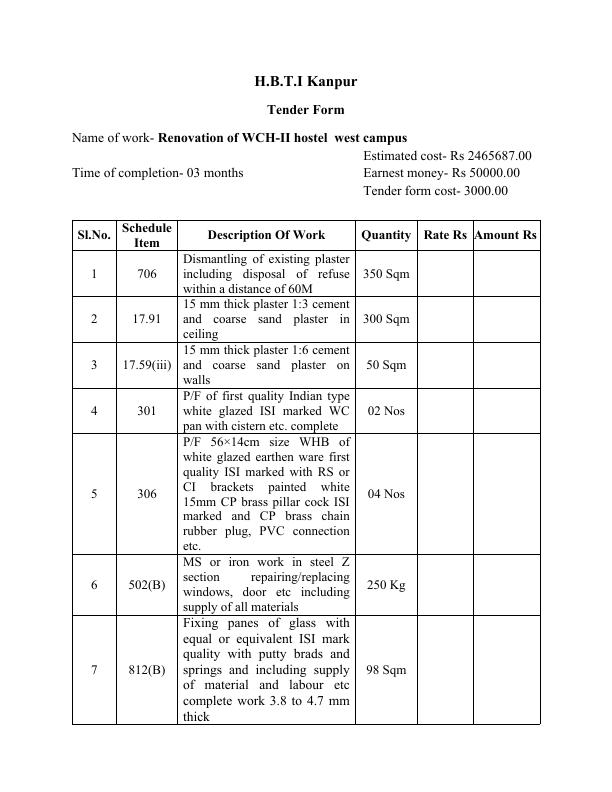 H.B.T.I Kanpur
Tender Form
Name of work- Renovation of WCH-II hostel west campus
Estimated cost- Rs 2465687.00
Time of completion- 03 months Earnest money- Rs 50000.00
Tender form cost- 3000.00
Sl.No. Schedule Item Description Of Work Quantity Rate Rs Amount Rs
Dismantling of existing plaster
1 706 including disposal of refuse 350 Sqm
within a distance of 60M
15 mm thick plaster 1:3 cement
2 17.91 and coarse sand plaster in 300 Sqm
ceiling
15 mm thick plaster 1:6 cement
3 17.59(iii) and coarse sand plaster on 50 Sqm
walls
P/F of first quality Indian type
4 301 white glazed ISI marked WC 02 Nos
pan with cistern etc. complete
P/F 56×14cm size WHB of
white glazed earthen ware first
quality ISI marked with RS or
CI brackets painted white
5 306 15mm CP brass pillar cock ISI 04 Nos
marked and CP brass chain
rubber plug, PVC connection
etc.
MS or iron work in steel Z
section repairing/replacing
6 502(B) windows, door etc including 250 Kg
supply of all materials
Fixing panes of glass with
equal or equivalent ISI mark
quality with putty brads and
7 812(B) springs and including supply 98 Sqm
of material and labour etc
complete work 3.8 to 4.7 mm
thick